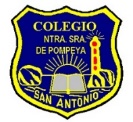 COLEGIO
NTRA. SRA
DE POMPEYA
SAN ANTONIO